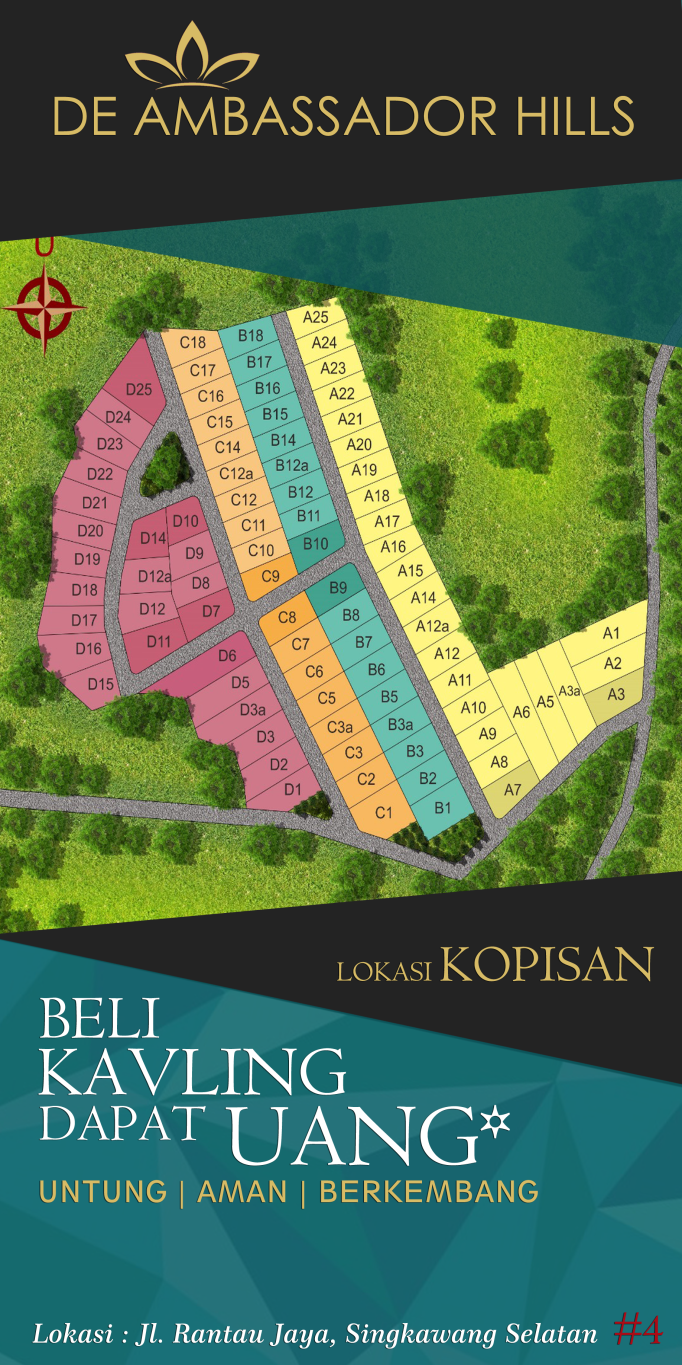 DE AMBASSADOR HILLS
U
A25
A24
A23
A22
A21
A20
A19
A18
A17
A16
A15
A14
A12a
A12
A11
A10
A9
A8
A7
A6
A5
A3a
A1
A2
A3
B18
B17
B16
B15
B14
B12a
B12
B11
B10
B9
B8
B7
B6
B5
B3a
B3
B2
B1
C18
C17
C16
C15
C14
C12a
C12
C11
C10
C9
C8
C7
C6
C5
C3a
C3
C2
C1
D25
D24
D23
D22
D21
D20
D19
D18
D17
D16
D15
D14
D10
D9
D12a
D8
D12
D7
D11
D6
D5
D3a
D3
D2
D1
LOKASI KOPISAN
BELI
KAVLING
DAPAT UANG*
UNTUNG | AMAN | BERKEMBANG
Lokasi : Jl. Rantau Jaya, Singkawang Selatan #4